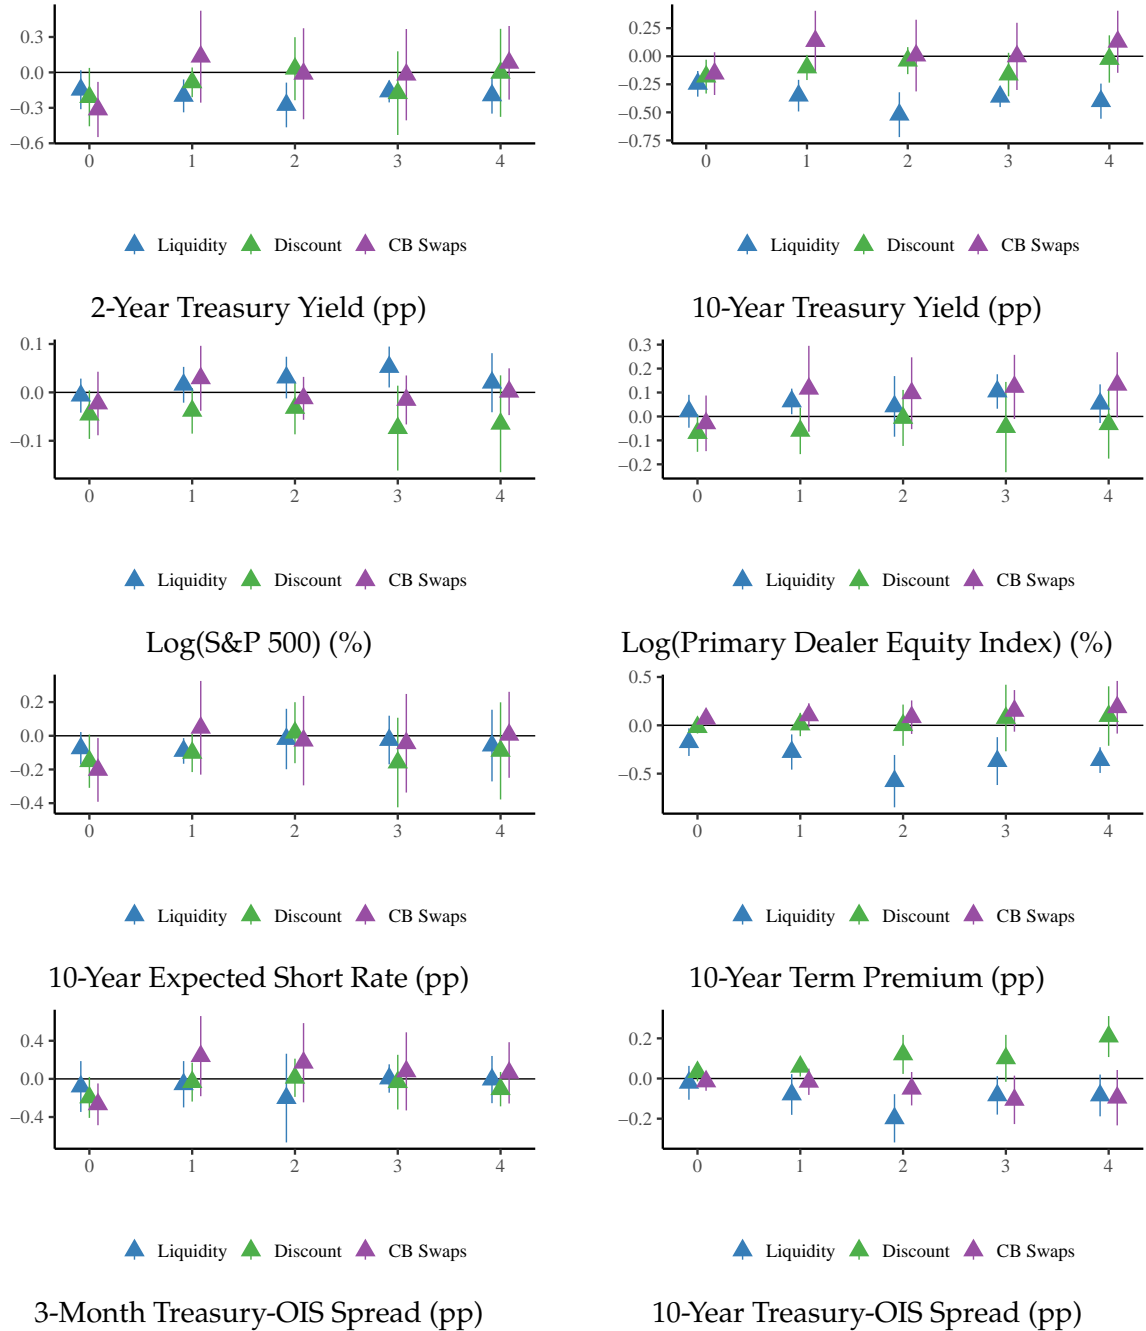 0.3
0.0
−0.3
−0.6
0 1 2 3 4
Liquidity Discount CB Swaps
2-Year Treasury Yield (pp)
0.25
0.00
−0.25
−0.50
−0.75
0 1 2 3 4
Liquidity Discount CB Swaps
10-Year Treasury Yield (pp)
0.1
0.0
−0.1
0 1 2 3 4
Liquidity Discount CB Swaps
Log(S&P 500) (%)
0.3
0.2
0.1
0.0
−0.1
−0.2
0 1 2 3 4
Liquidity Discount CB Swaps
Log(Primary Dealer Equity Index) (%)
0.2
0.0
−0.2
−0.4
0 1 2 3 4
Liquidity Discount CB Swaps
10-Year Expected Short Rate (pp)
0.5
0.0
−0.5
0 1 2 3 4
Liquidity Discount CB Swaps
10-Year Term Premium (pp)
0.4
0.0
−0.4
0 1 2 3 4
Liquidity Discount CB Swaps
3-Month Treasury-OIS Spread (pp)
0.2
0.0
−0.2
0 1 2 3 4
Liquidity Discount CB Swaps
10-Year Treasury-OIS Spread (pp)